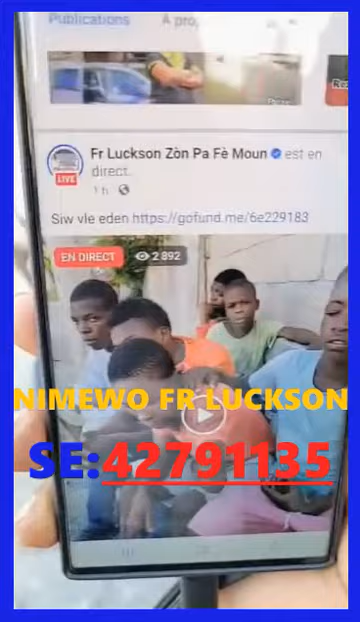 Publications
Fr Luckson Zòn Pa Fè Moun est en
direct.
LIVE
1 h
Siw vle eden https://gofund.me/6e229183
EN DIRECT 2 892
NIMEWO FR LUCKSON
SE:42791135